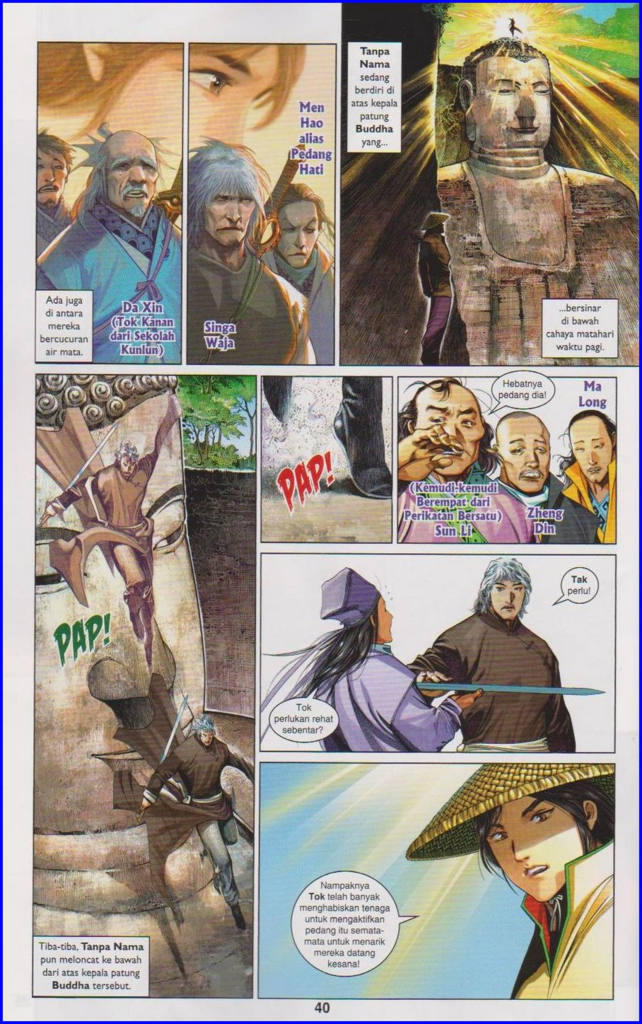 Ada juga
di antara
mereka
bercucuran
air mata.
Da Xin
(Tok Kanan
dari Sekolah
Kunlun)
Men
Hao
alias
Pedang
Hati
Singa
Waja
Tanpa
Nama
sedang
berdiri di
atas kepala
patung
Buddha
yang...
...bersinar
di bawah
cahaya matahari
waktu pagi.
PAP!
PAP!
Tiba-tiba, Tanpa Nama
pun meloncat ke bawah
dari atas kepala patung
Buddha tersebut.
Hebatnya
pedang dia!
Ma
Long
(Kemudi-kemudi
Berempat dari
Perikatan Bersatu)
Sun Li
Zheng
Din
Tok
perlukan rehat
sebentar?
Tak
perlu!
Nampaknya
Tok telah banyak
menghabiskan tenaga
untuk mengaktifkan
pedang itu semata-
mata untuk menarik
mereka datang
kesana!
40